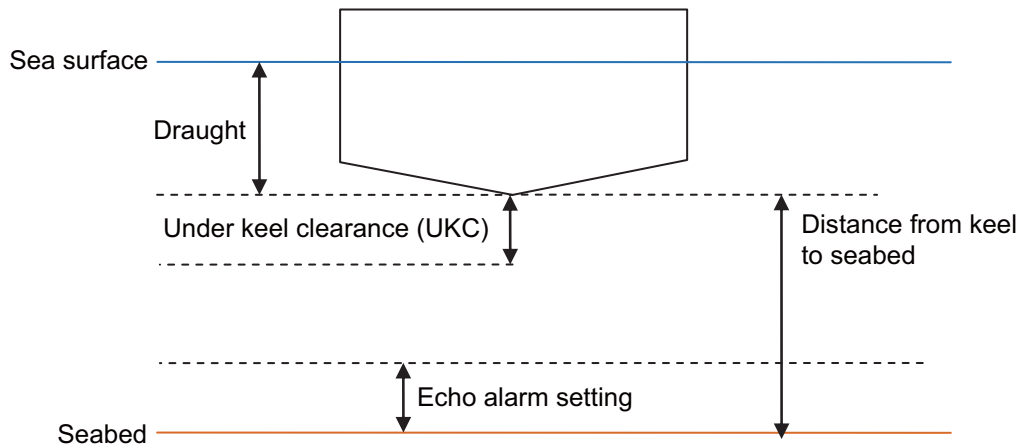 Sea surface
Draught
Under keel clearance (UKC)
Distance from keel
to seabed
Echo alarm setting
Seabed